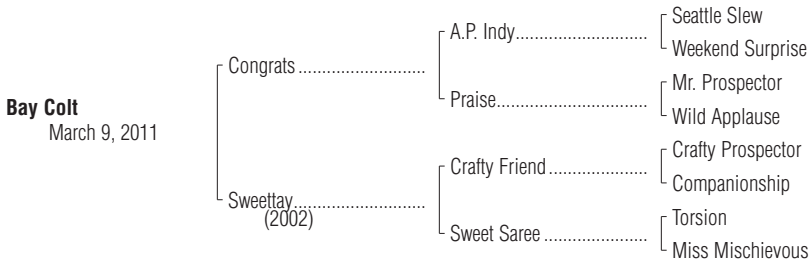 Seattle Slew
A.P. Indy..............................
Weekend Surprise
Congrats ............................
Mr. Prospector
Praise..................................
Wild Applause
Bay Colt
March 9, 2011
Crafty Prospector
Crafty Friend......................
Companionship
Sweettay.............................
(2002)
Torsion
Sweet Saree .......................
Miss Mischievous